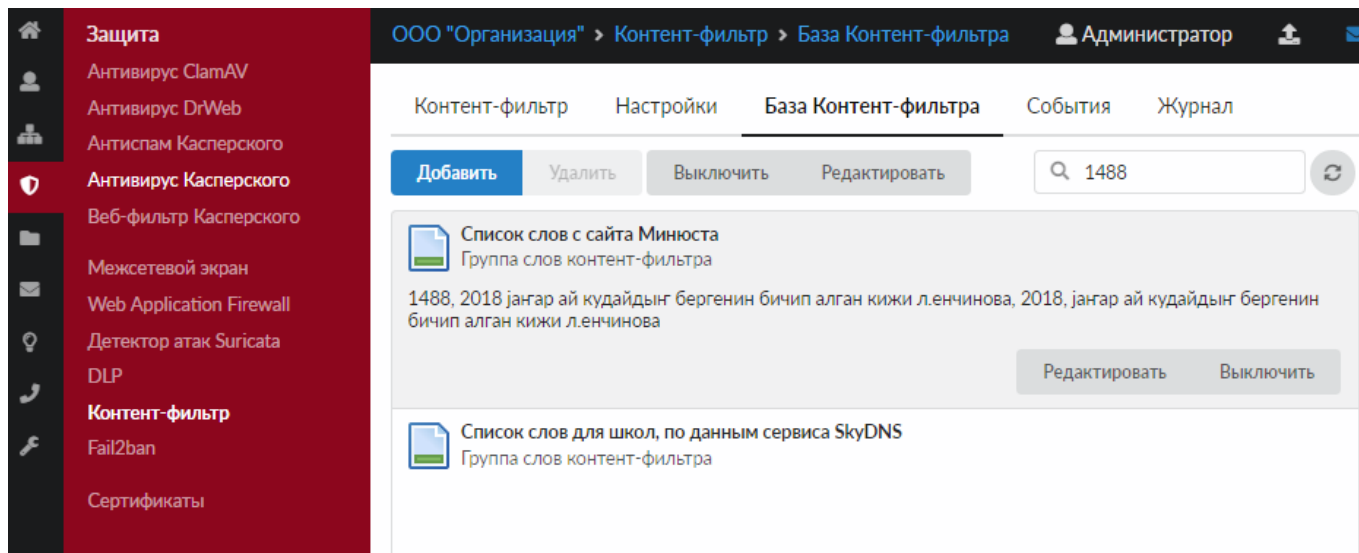 Защита
Антивирус ClamAV
Антивирус DrWeb
Антиспам Касперского
Антивирус Касперского
Веб-фильтр Касперского
Межсетевой экран
Web Application Firewall
Детектор атак Suricata
DLP
Контент-фильтр
Fail2ban
Сертификаты
ООО "Организация" > Контент-фильтр > База Контент-фильтра Администратор
Контент-фильтр Настройки База Контент-фильтра События Журнал
Добавить Удалить Выключить Редактировать 1488
Список слов с сайта Минюста
Группа слов контент-фильтра
1488, 2018 јаҥар ай кудайдыҥ бергенин бичип алган кижи л.енчинова, 2018, јаҥар ай кудайдыҥ бергенин
бичип алган кижи л.енчинова
Редактировать Выключить
Список слов для школ, по данным сервиса SkyDNS
Группа слов контент-фильтра